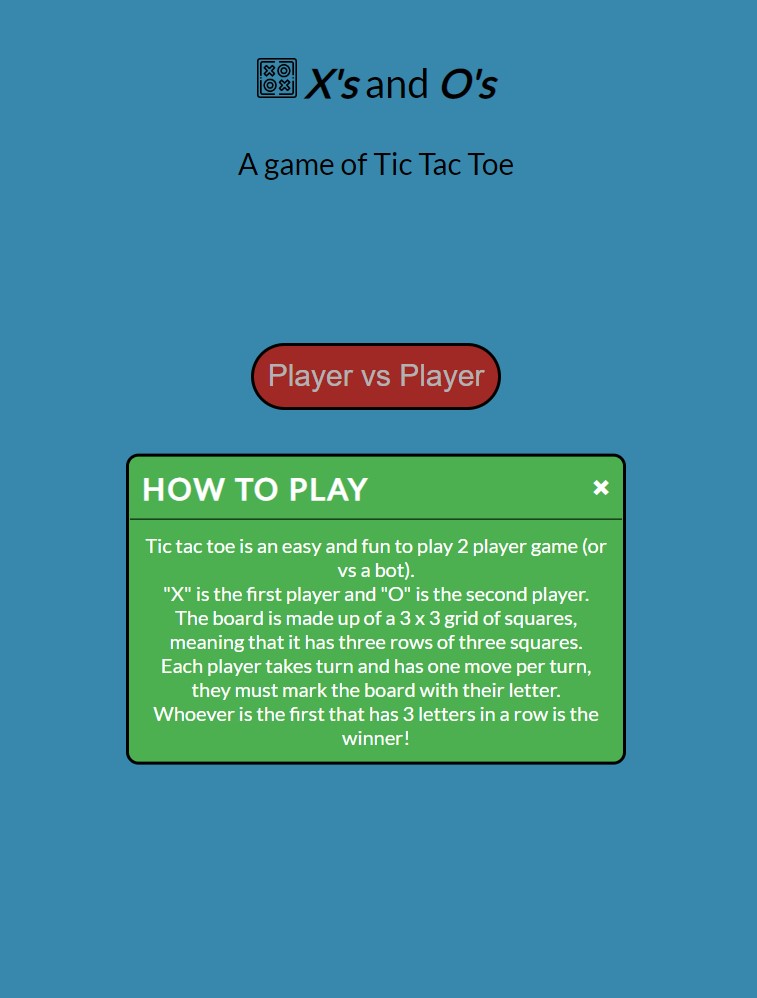 X's and O's
A game of Tic Tac Toe
Player vs Player
HOW TO PLAY
Tic tac toe is an easy and fun to play 2 player game (or
vs a bot).
"X" is the first player and "O" is the second player.
The board is made up of a 3 x 3 grid of squares,
meaning that it has three rows of three squares.
Each player takes turn and has one move per turn,
they must mark the board with their letter.
Whoever is the first that has 3 letters in a row is the
winner!